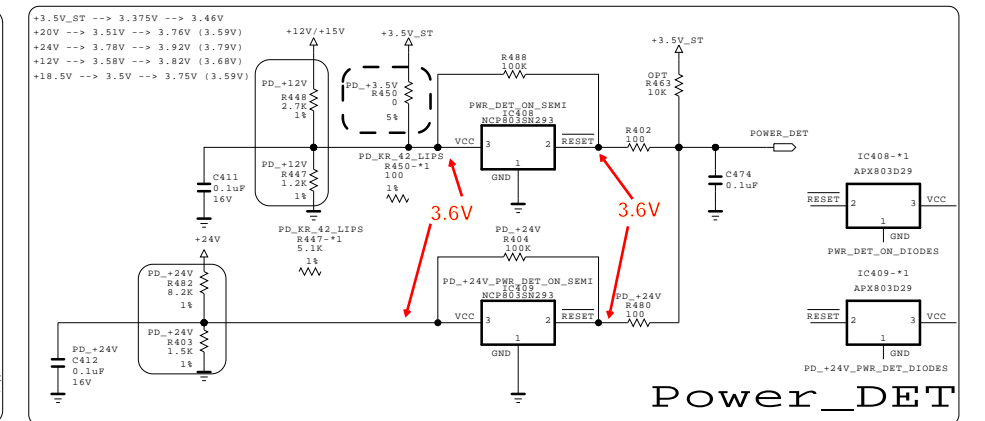 +3.5V_ST --> 3.375V --> 3.46V
+20V --> 3.51V --> 3.76V (3.59V)
+24V --> 3.78V --> 3.92V (3.79V)
+12V --> 3.58V --> 3.82V (3.68V)
+18.5V --> 3.5V --> 3.75V (3.59V)
+12V/+15V
+3.5V_ST
+3.5V_ST
PD_+12V
R448
2.7K
1%
PD_+3.5V
R450
0
5%
R488
100K
OPT
R463
10K
PWR_DET_ON_SEMI
IC408
NCP803SN293
VCC
3
2
RESET
1
GND
R402
100
POWER_DET
PD_+12V
R447
1.2K
1%
C411
0.1uF
16V
PD_KR_42_LIPS
R450-*1
100
1%
C474
0.1uF
IC408-*1
APX803D29
RESET
2
3
VCC
1
GND
PWR_DET_ON_DIODES
3.6V
3.6V
PD_KR_42_LIPS
R447-*1
5.1K
1%
+24V
PD_+24V
R482
8.2K
1%
PD_+24V
R404
100K
PD_+24V_PWR_DET_ON_SEMI
IC409
NCP803SN293
VCC
3
2
RESET
1
GND
PD_+24V
R480
100
IC409-*1
APX803D29
RESET
2
3
VCC
1
GND
PD_+24V_PWR_DET_DIODES
PD_+24V
R403
1.5K
1%
PD_+24V
C412
0.1uF
16V
Power_DET